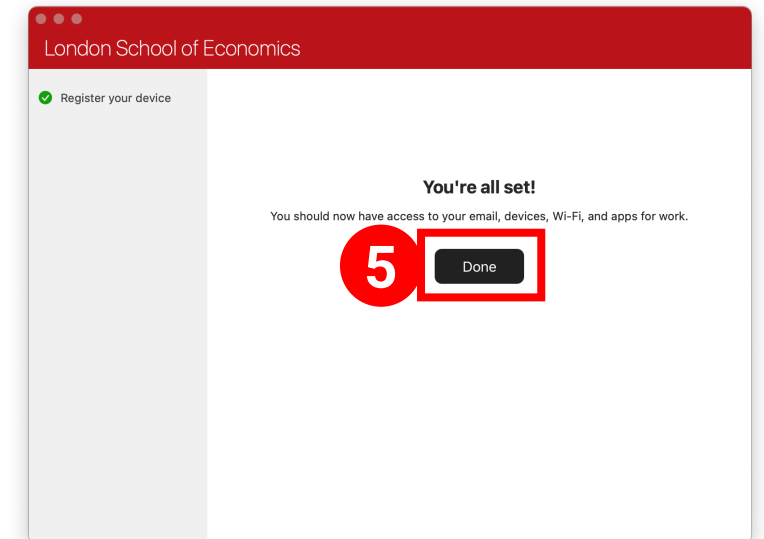 London School of Economics
Register your device
You're all set!
You should now have access to your email, devices, Wi-Fi, and apps for work.
5
Done